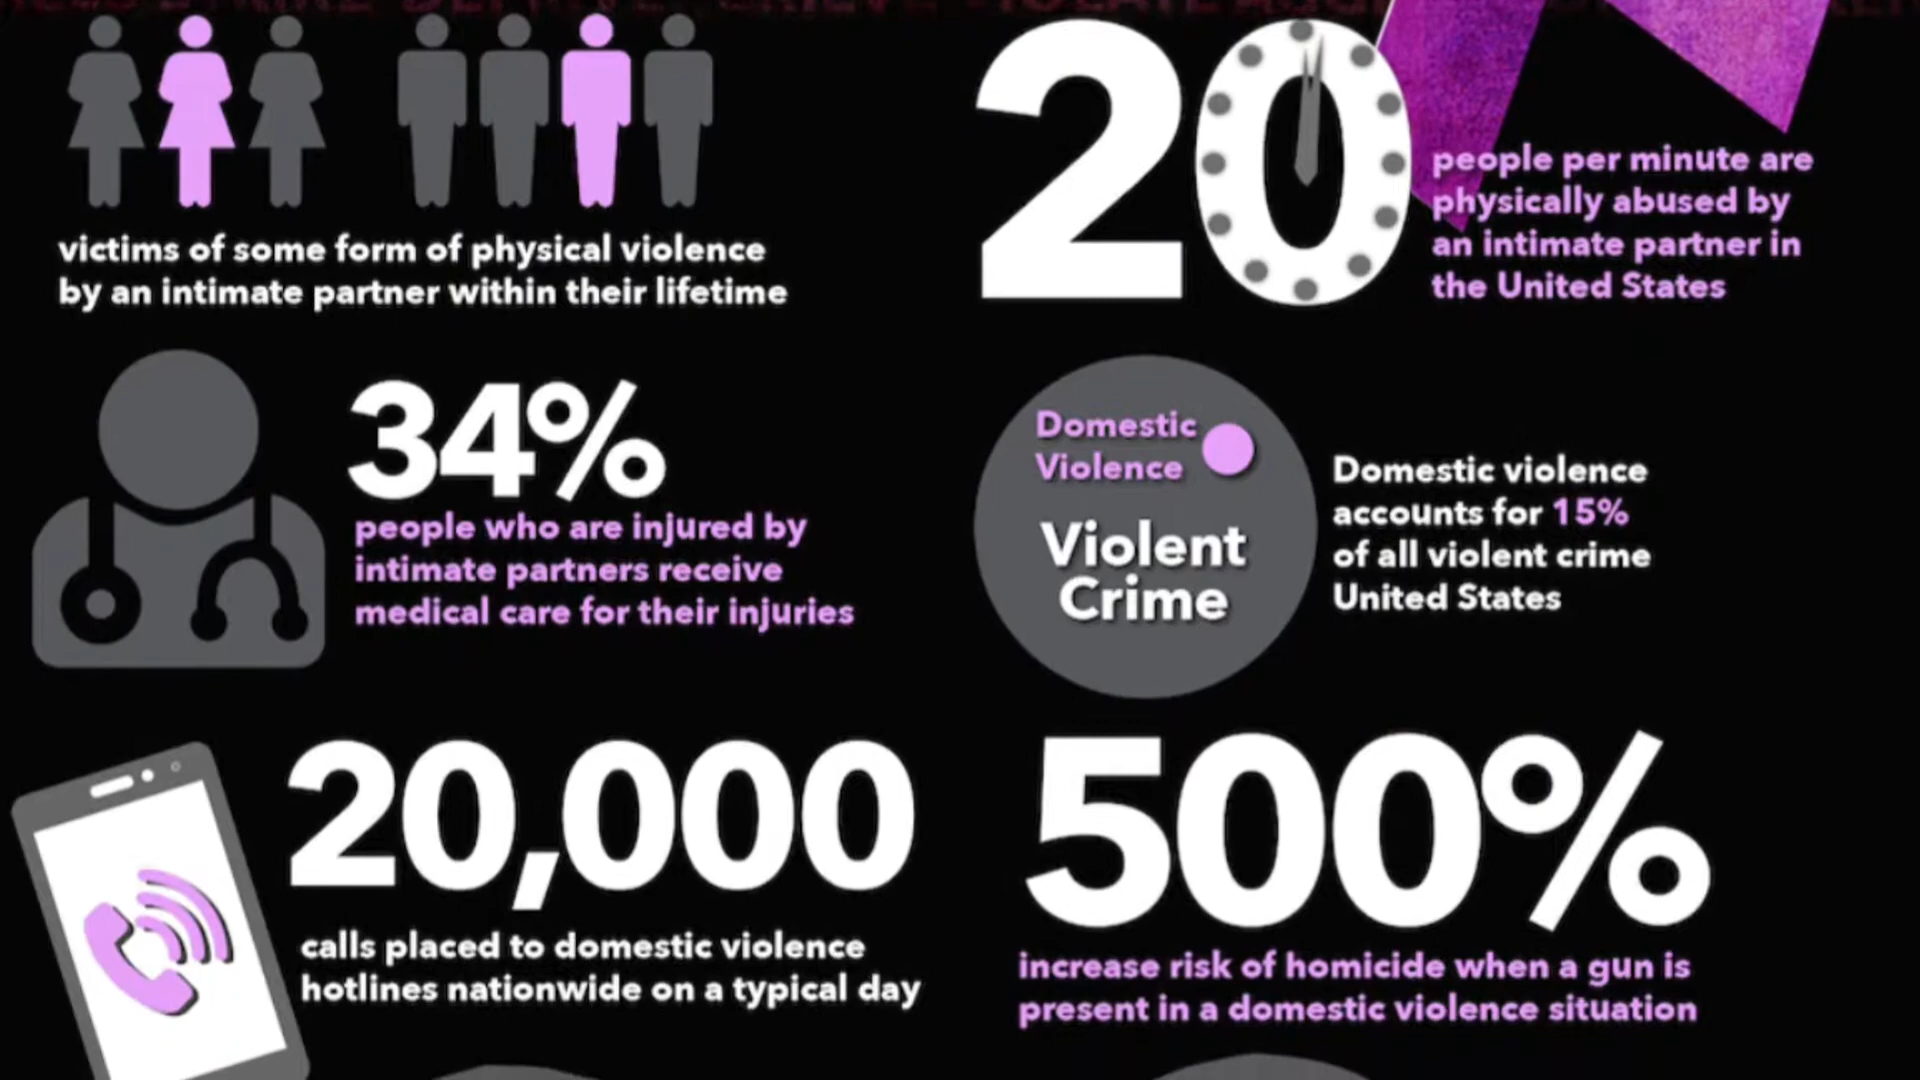 victims of some form of physical violence
by an intimate partner within their lifetime
20
people per minute are
physically abused by
an intimate partner in
the United States
34%
people who are injured by
intimate partners receive
medical care for their injuries
Domestic
Violence
Violent
Crime
Domestic violence
accounts for 15%
of all violent crime
United States
20,000
calls placed to domestic violence
hotlines nationwide on a typical day
500%
increase risk of homicide when a gun is
present in a domestic violence situation